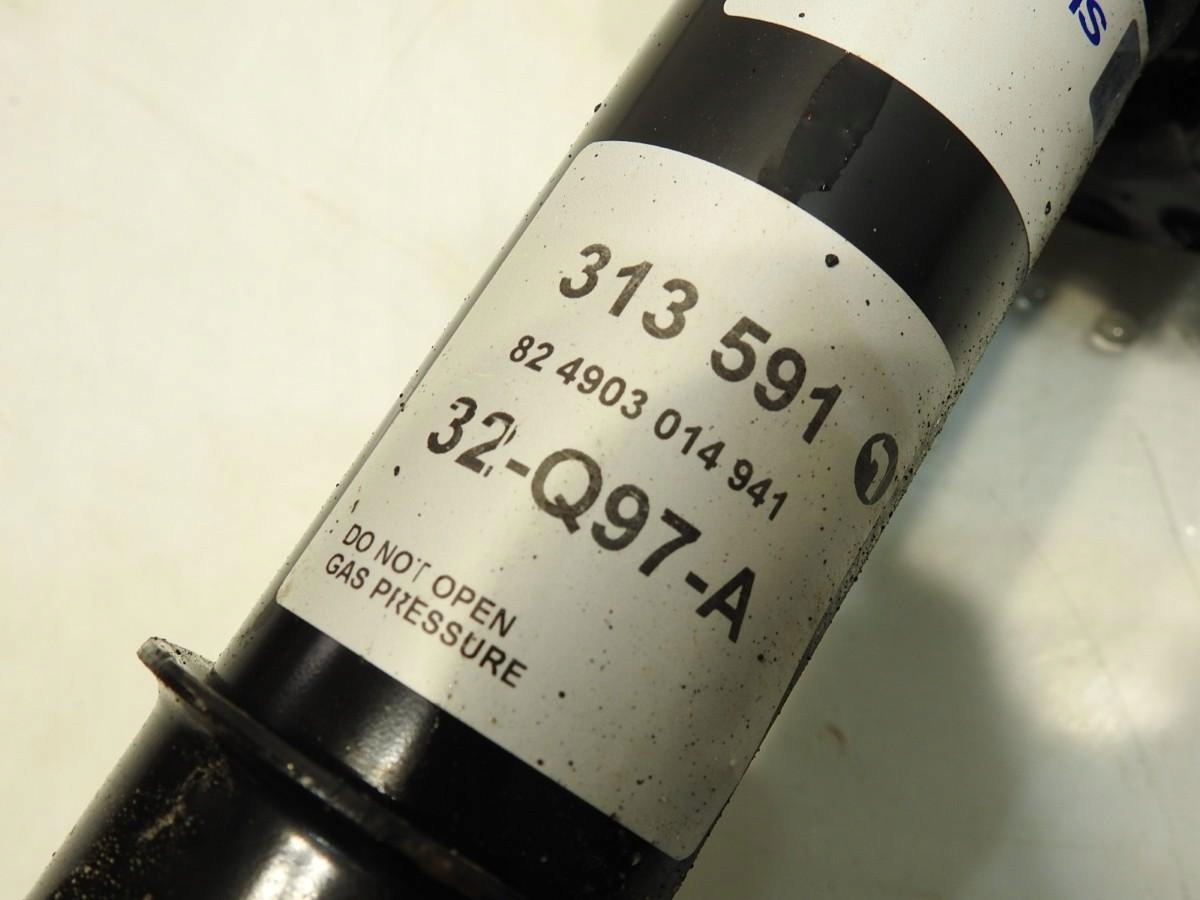 313 591
82 4903 014 941
32-Q97-A
DO NOT OPEN
GAS PRESSURE